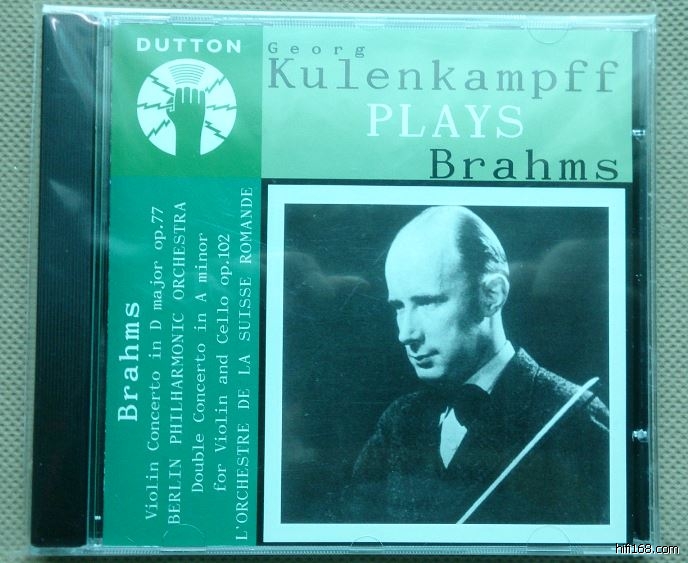 DUTTON
Georg
Kulenkampff
PLAYS
Brahms
Brahms
Violin Concerto in D major op.77
BERLIN PHILHARMONIC ORCHESTRA
Double Concerto in A minor
for Violin and Cello op.102
L'ORCHESTRE DE LA SUISSE ROMANDE
hifi168.com